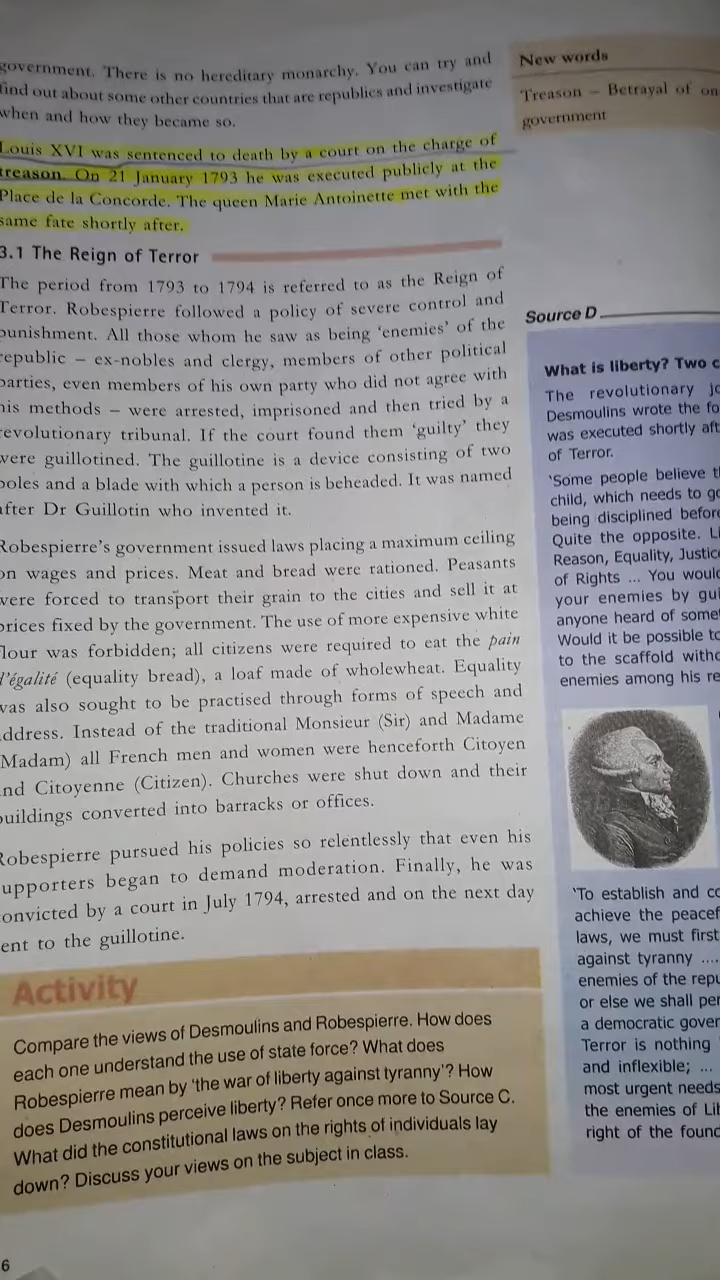 government. There is no hereditary monarchy. You can try and
find out about some other countries that are republics and investigate
when and how they became so.
Louis XVI was sentenced to death by a court on the charge of
treason. On 21 January 1793 he was executed publicly at the
Place de la Concorde. The queen Marie Antoinette met with the
same fate shortly after.
3.1 The Reign of Terror
The period from 1793 to 1794 is referred to as the Reign of
Terror. Robespierre followed a policy of severe control and
punishment. All those whom he saw as being ‘enemies’ of the
republic – ex-nobles and clergy, members of other political
parties, even members of his own party who did not agree with
his methods – were arrested, imprisoned and then tried by a
revolutionary tribunal. If the court found them ‘guilty’ they
were guillotined. The guillotine is a device consisting of two
poles and a blade with which a person is beheaded. It was named
after Dr Guillotin who invented it.
Robespierre’s government issued laws placing a maximum ceiling
on wages and prices. Meat and bread were rationed. Peasants
were forced to transport their grain to the cities and sell it at
prices fixed by the government. The use of more expensive white
flour was forbidden; all citizens were required to eat the pain
d’égalité (equality bread), a loaf made of wholewheat. Equality
was also sought to be practised through forms of speech and
address. Instead of the traditional Monsieur (Sir) and Madame
(Madam) all French men and women were henceforth Citoyen
and Citoyenne (Citizen). Churches were shut down and their
buildings converted into barracks or offices.
Robespierre pursued his policies so relentlessly that even his
upporters began to demand moderation. Finally, he was
onvicted by a court in July 1794, arrested and on the next day
ent to the guillotine.
Activity
Compare the views of Desmoulins and Robespierre. How does
each one understand the use of state force? What does
Robespierre mean by ‘the war of liberty against tyranny’? How
does Desmoulins perceive liberty? Refer once more to Source C.
What did the constitutional laws on the rights of individuals lay
down? Discuss your views on the subject in class.
6
New words
Treason – Betrayal of on
government
Source D
What is liberty? Two c
The revolutionary jo
Desmoulins wrote the fo
was executed shortly aft
of Terror.
‘Some people believe t
child, which needs to go
being disciplined before
Quite the opposite. Li
Reason, Equality, Justice
of Rights ... You would
your enemies by gui
anyone heard of some
Would it be possible to
to the scaffold witho
enemies among his re
‘To establish and co
achieve the peacef
laws, we must first
against tyranny ....
enemies of the repu
or else we shall per
a democratic gover
Terror is nothing
and inflexible; ...
most urgent needs
the enemies of Lib
right of the found